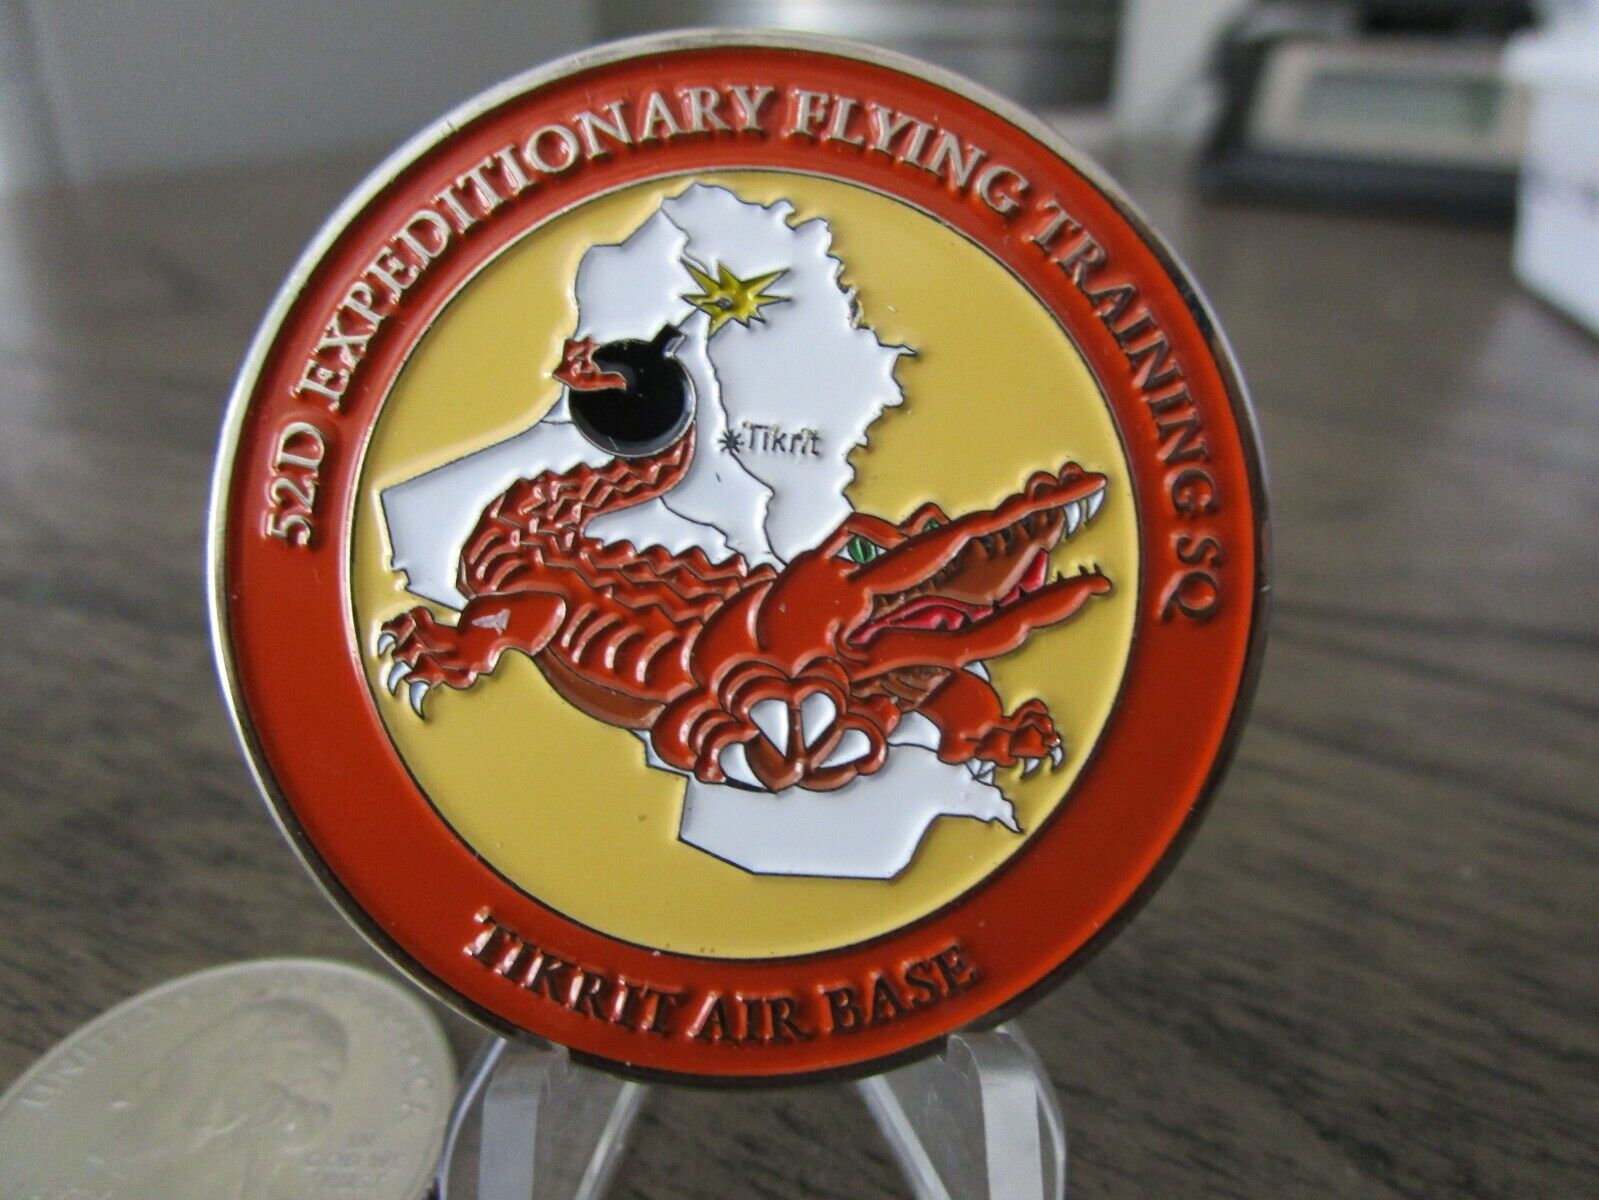 52D EXPEDITIONARY FLYING TRAINING SQ
Tikrit
TIKRIT AIR BASE